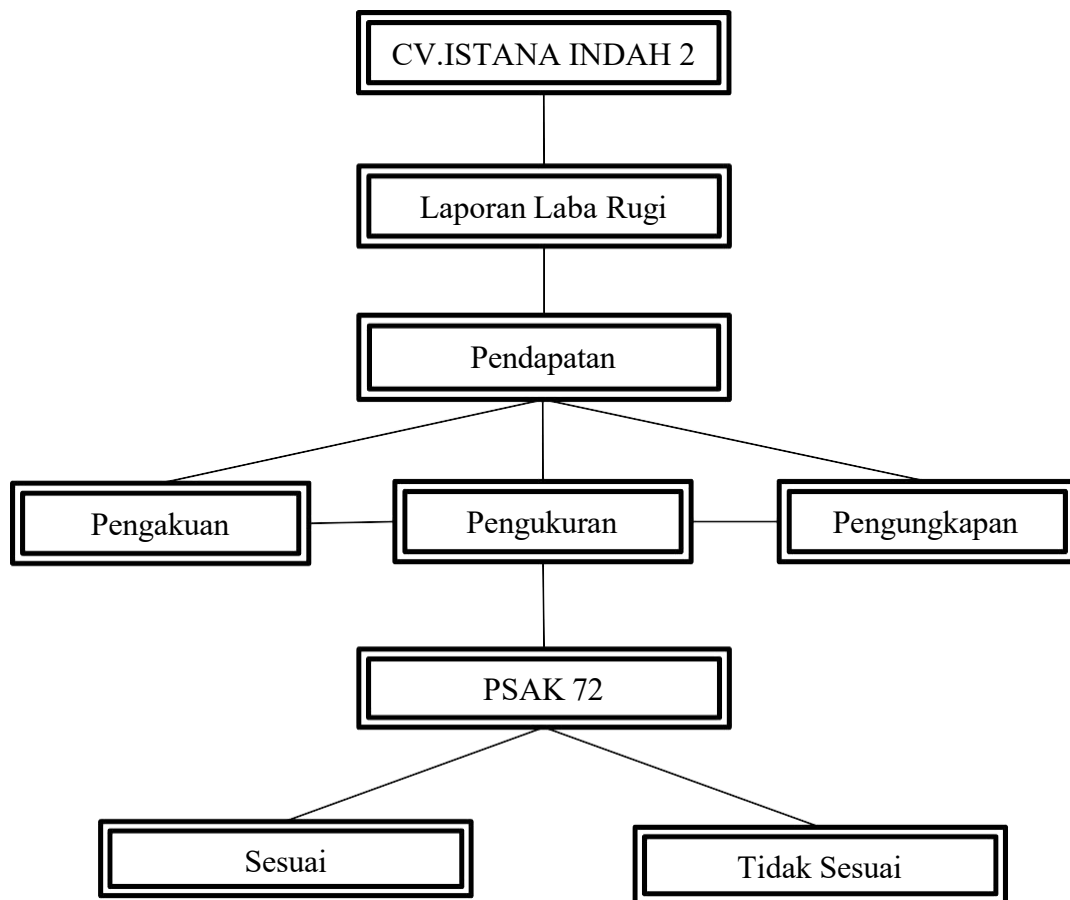 CV.ISTANA INDAH 2
Laporan Laba Rugi
Pendapatan
Pengakuan
Pengukuran
Pengungkapan
PSAK 72
Sesuai
Tidak Sesuai